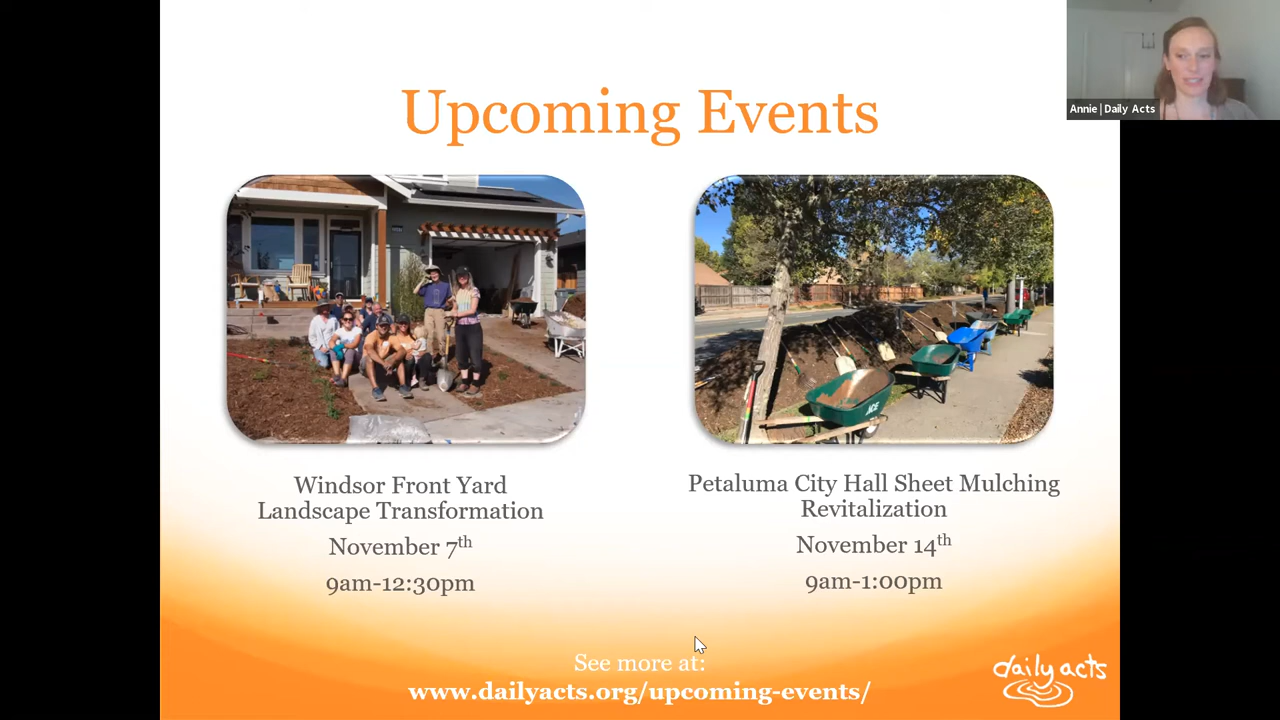 Upcoming Events
Annie | Daily Acts
ACE
Windsor Front Yard
Landscape Transformation
November 7th
9am-12:30pm
Petaluma City Hall Sheet Mulching
Revitalization
November 14th
9am-1:00pm
See more at:
www.dailyacts.org/upcoming-events/
daily acts